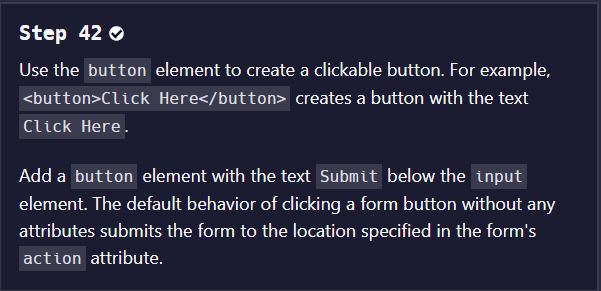 Step 42
Use the button element to create a clickable button. For example,
<button>Click Here</button> creates a button with the text
Click Here.
Add a button element with the text Submit below the input
element. The default behavior of clicking a form button without any
attributes submits the form to the location specified in the form's
action attribute.